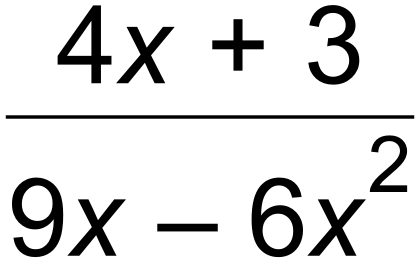 4x + 3
9x – 6x²